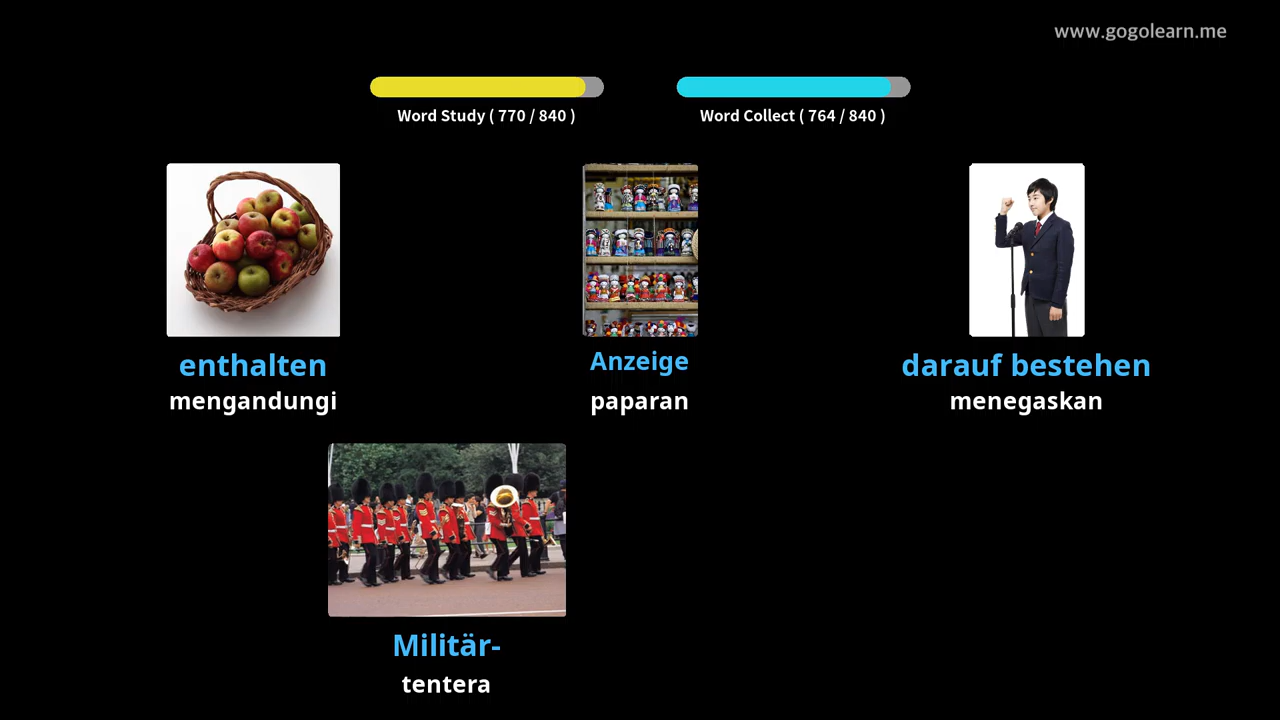 www.gogolearn.me
Word Study ( 770 / 840 )
Word Collect ( 764 / 840 )
enthalten
mengandungi
Anzeige
paparan
darauf bestehen
menegaskan
Militär-
tentera